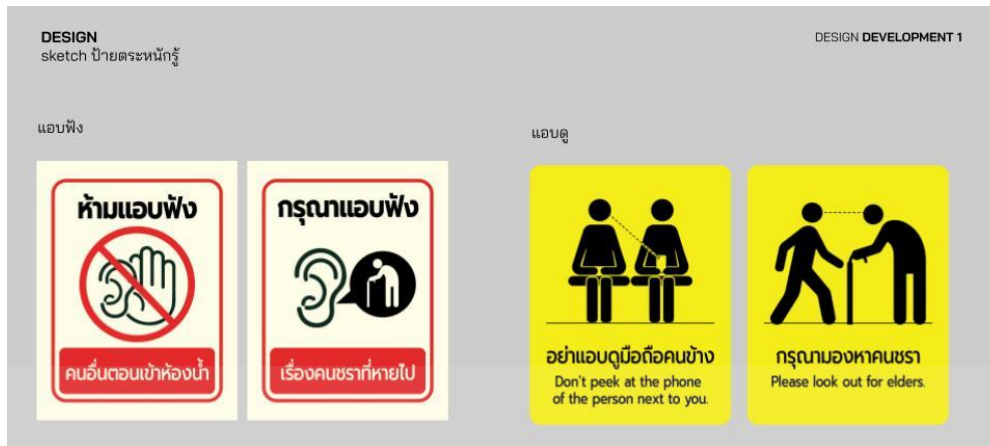 DESIGN
sketch ป้ายตระหนักรู้
DESIGN DEVELOPMENT 1
แอบฟัง
ห้ามแอบฟัง
คนอื่นตอนเข้าห้องน้ำ
กรุณาแอบฟัง
เรื่องคนชราที่หายไป
แอบดู
อย่าแอบดูมือถือคนข้าง
Don't peek at the phone
of the person next to you.
กรุณามองหาคนชรา
Please look out for elders.